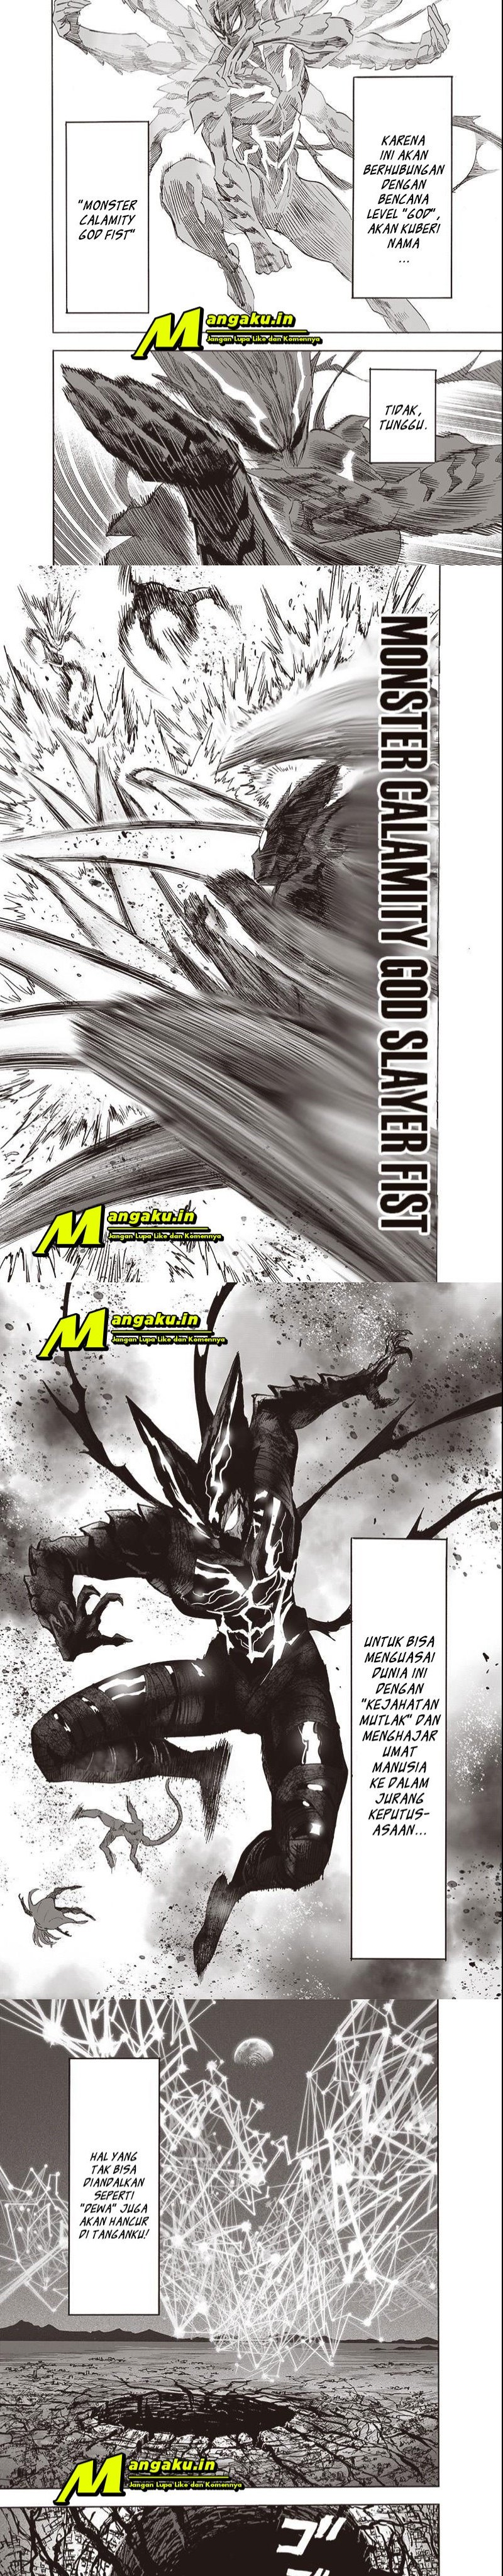 KARENA
INI AKAN
BERHUBUNGAN
DENGAN
BENCANA
LEVEL "GOD",
AKAN KUBERI
NAMA
...
"MONSTER
CALAMITY
GOD FIST"
Mangaku.in
Jangan Lupa Like dan Komennya
TIDAK,
TUNGGU.
MONSTER CALAMITY GOD SLAYER FIST
Mangaku.in
Jangan Lupa Like dan Komennya
Mangaku.in
Jangan Lupa Like dan Komennya
UNTUK BISA
MENGUASAI
DUNIA INI
DENGAN
"KEJAHATAN
MUTLAK" DAN
MENGHAJAR
UMAT
MANUSIA
KE DALAM
JURANG
KEPUTUS-
ASAAN...
HAL YANG
TAK BISA
DIANDALKAN
SEPERTI
"DEWA" JUGA
AKAN HANCUR
DI TANGANKU!
Mangaku.in
Jangan Lupa Like dan Komennya
ゴ